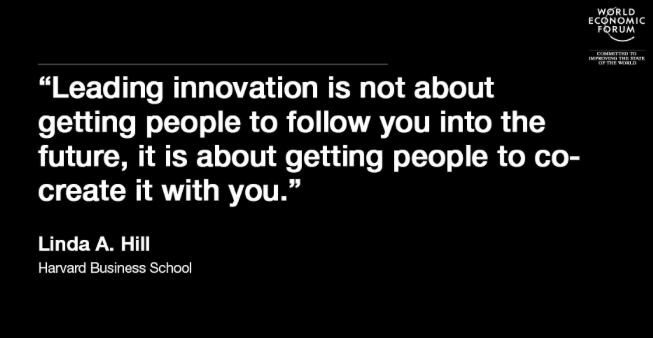 WORLD
ECONOMIC
FORUM
COMMITTED TO
IMPROVING THE STATE
OF THE WORLD
“Leading innovation is not about
getting people to follow you into the
future, it is about getting people to co-
create it with you.”
Linda A. Hill
Harvard Business School